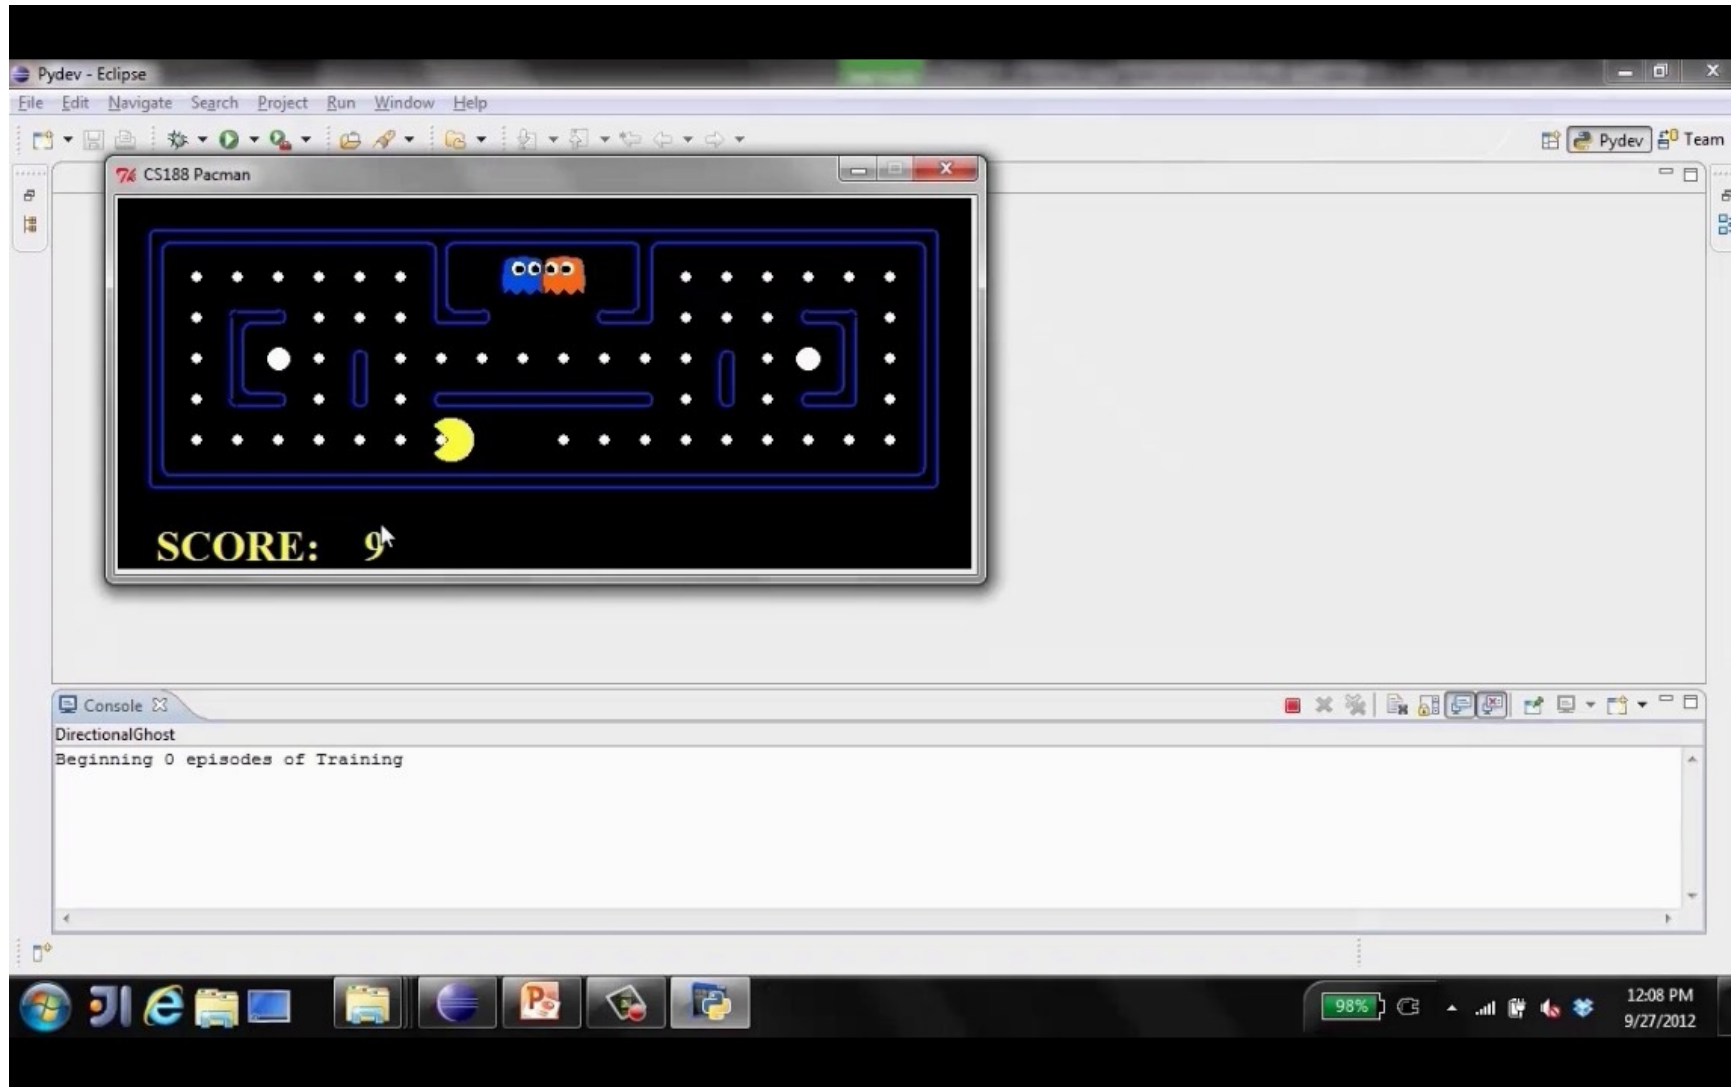 Pydev - Eclipse
File Edit Navigate Search Project Run Window Help
Pydev Team
CS188 Pacman
SCORE: 9
Console
DirectionalGhost
Beginning 0 episodes of Training
98%
12:08 PM
9/27/2012